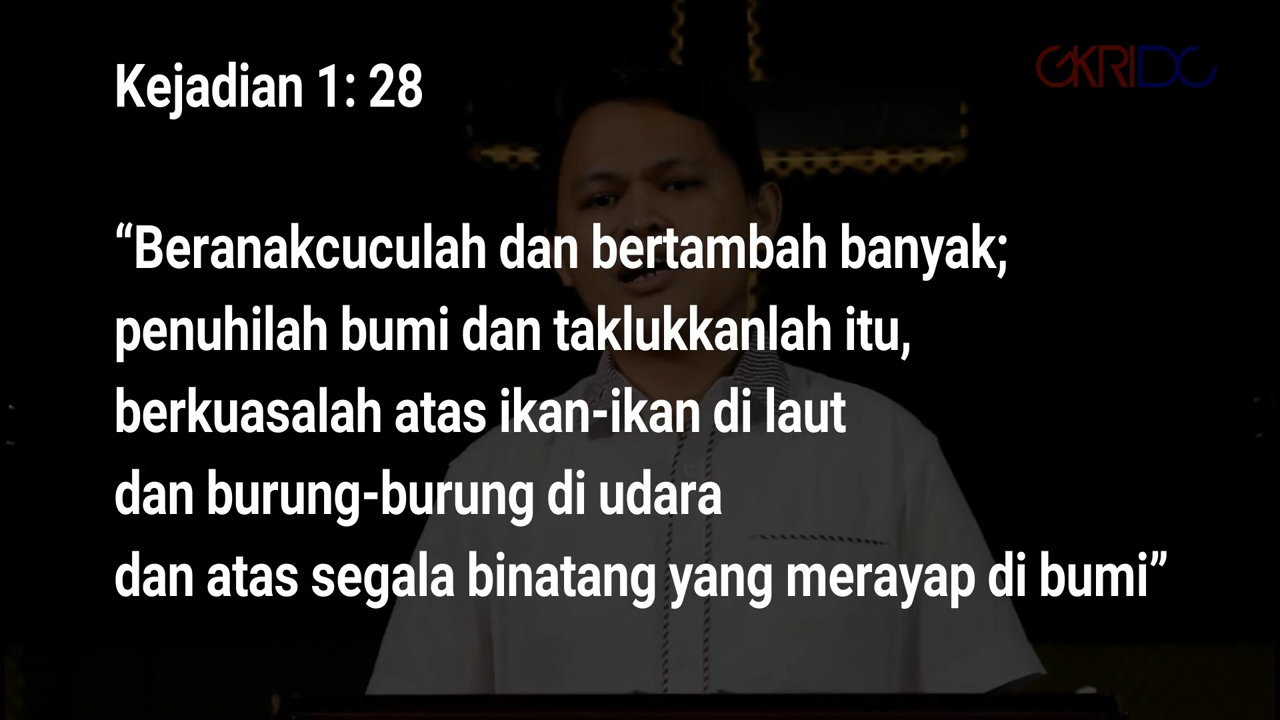 GKRIDC
Kejadian 1: 28
“Beranakcuculah dan bertambah banyak;
penuhilah bumi dan taklukkanlah itu,
berkuasalah atas ikan-ikan di laut
dan burung-burung di udara
dan atas segala binatang yang merayap di bumi”